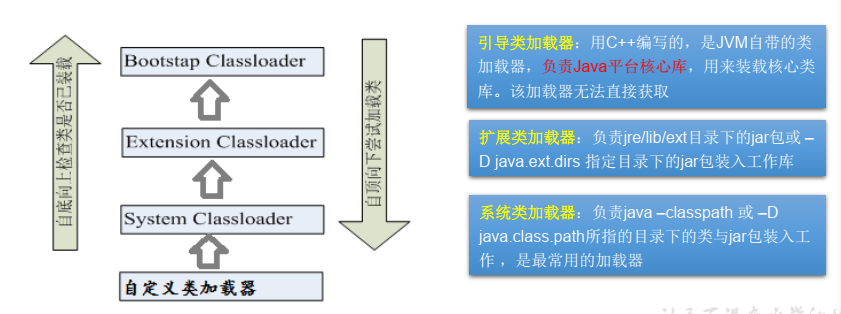 自底向上检查类是否已装载
Bootstap Classloader
Extension Classloader
System Classloader
自定义类加载器
自顶向下尝试加载类
引导类加载器：用C++编写的，是JVM自带的类
加载器，负责Java平台核心库，用来装载核心类
库。该加载器无法直接获取
扩展类加载器：负责jre/lib/ext目录下的jar包或 –
D java.ext.dirs 指定目录下的jar包装入工作库
系统类加载器：负责java –classpath 或 –D
java.class.path所指的目录下的类与jar包装入工
作 ，是最常用的加载器